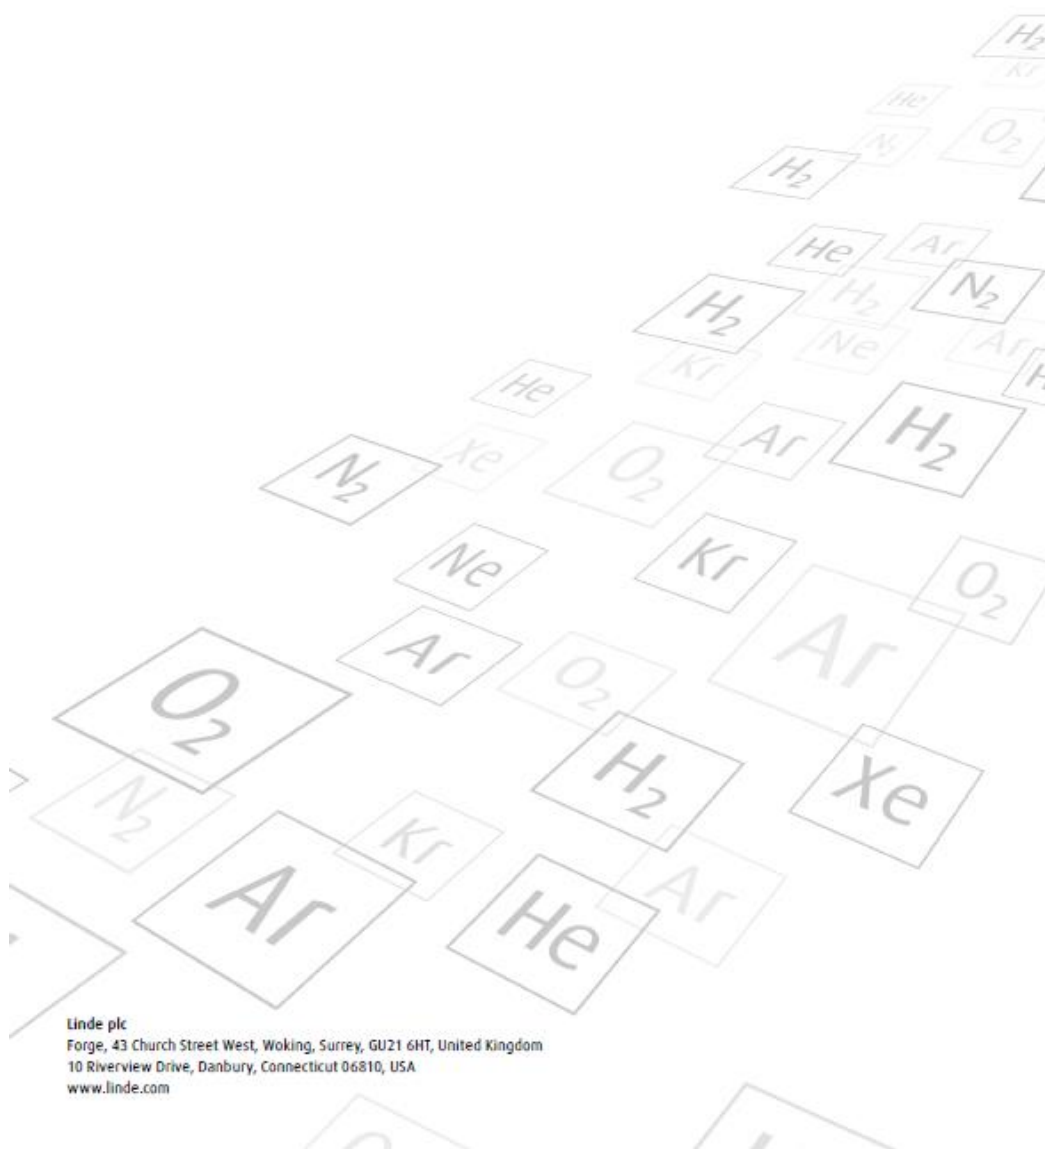 H2
Kr
He
O2
N2
H2
He
Ar
H2
N2
H2
Ne
Ar
Kr
H
He
H2
Ar
N2
Xe
O2
Kr
Ne
O2
Ar
Ar
O2
O2
H2
Xe
N2
Kr
Ar
Ar
He
Linde plc
Forge, 43 Church Street West, Woking, Surrey, GU21 6HT, United Kingdom
10 Riverview Drive, Danbury, Connecticut 06810, USA
www.linde.com